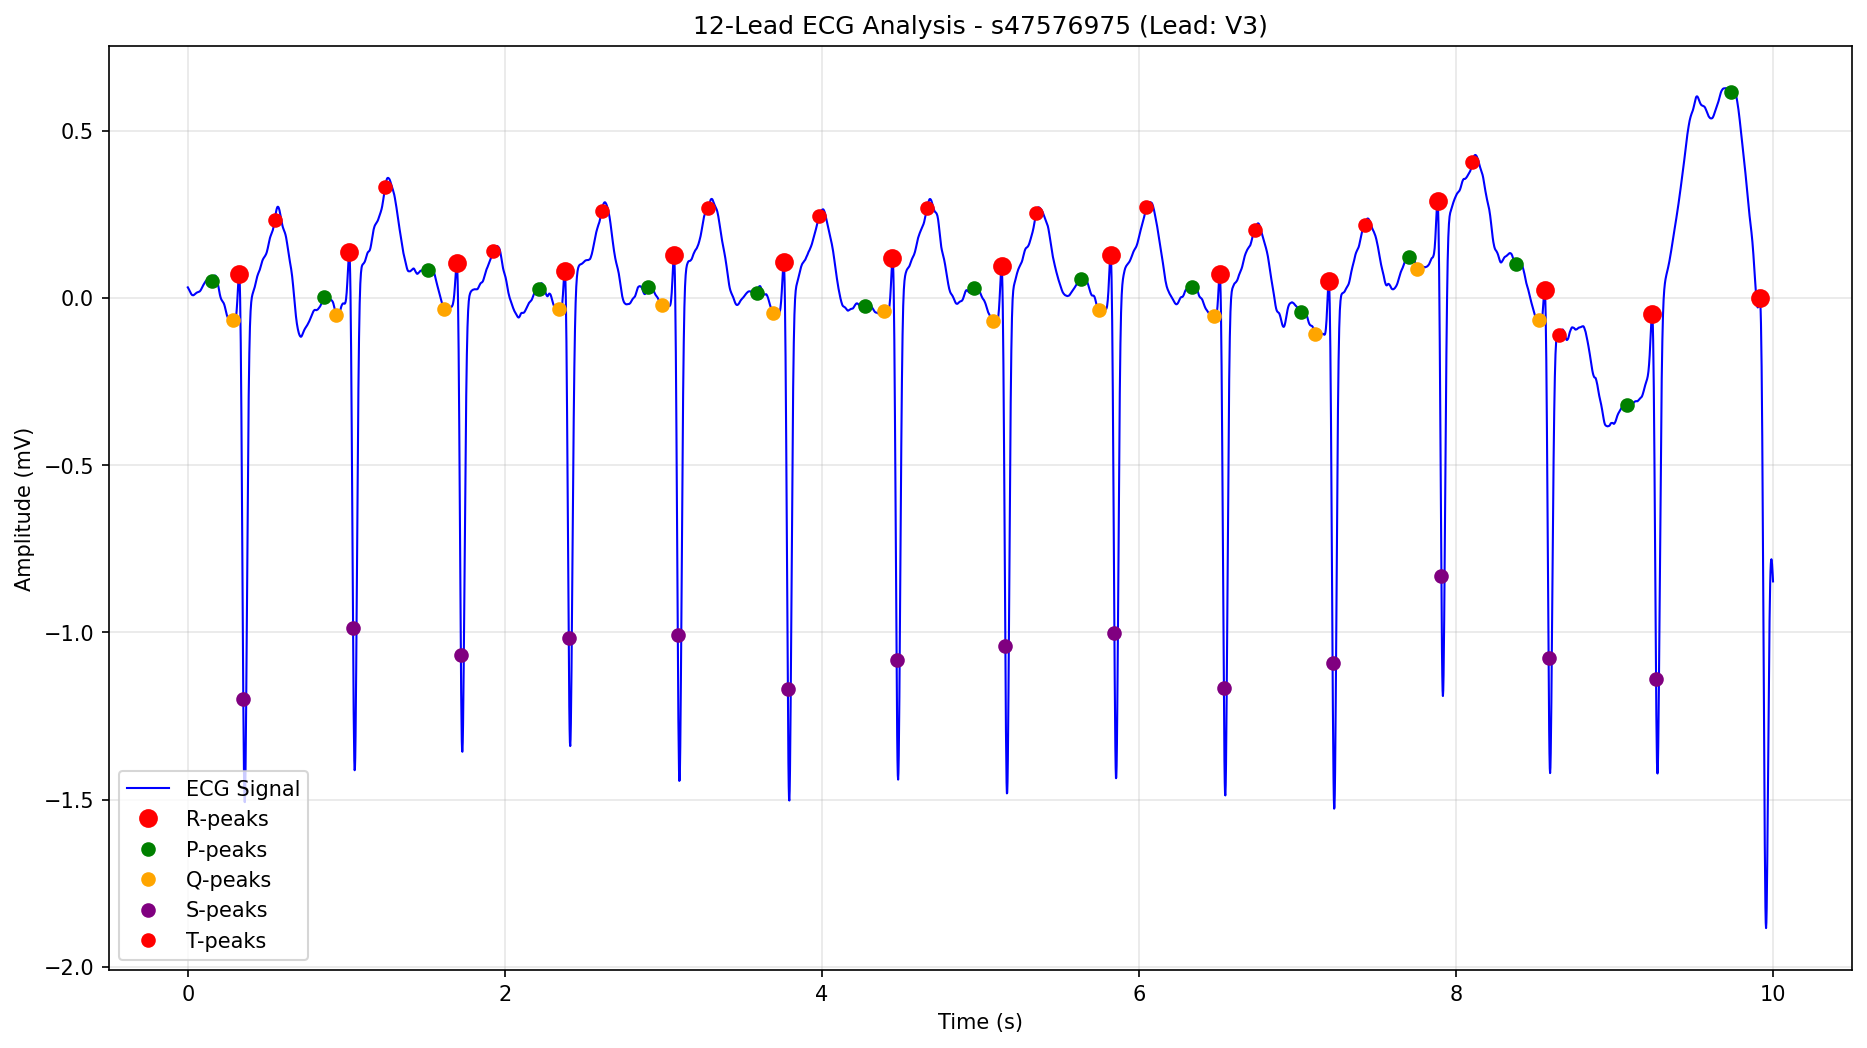 12-Lead ECG Analysis - s47576975 (Lead: V3)
Amplitude (mV)
0.5
0.0
−0.5
−1.0
−1.5
−2.0
ECG Signal
R-peaks
P-peaks
Q-peaks
S-peaks
T-peaks
0 2 4 6 8 10
Time (s)